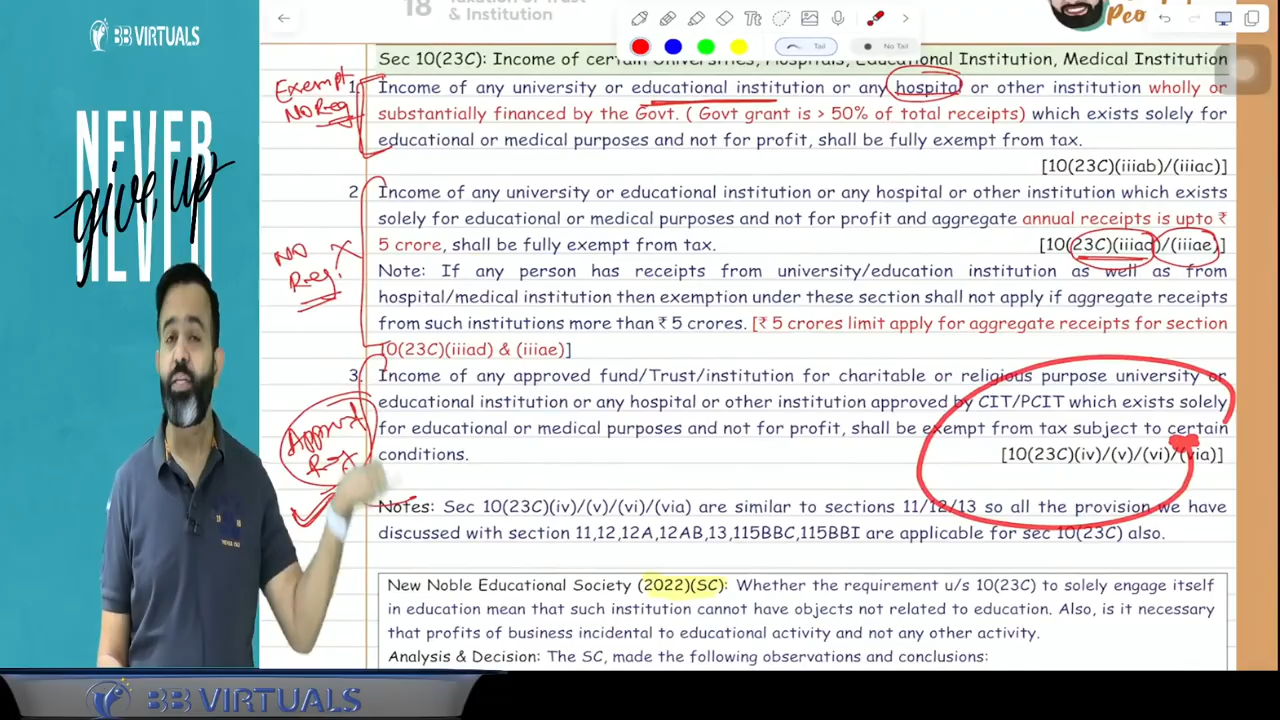 18 Taxation of Trust
& Institution
BB VIRTUALS
Peo
Tail
No Tail
NEVER
give up
NEVER
Sec 10(23C): Income of certain Universities, Hospitals, Educational Institution, Medical Institution
Exempt
No Reg
1. Income of any university or educational institution or any hospital or other institution wholly or
substantially financed by the Govt. ( Govt grant is > 50% of total receipts) which exists solely for
educational or medical purposes and not for profit, shall be fully exempt from tax.
[10(23C)(iiiab)/(iiiac)]
2 Income of any university or educational institution or any hospital or other institution which exists
solely for educational or medical purposes and not for profit and aggregate annual receipts is upto ₹
5 crore, shall be fully exempt from tax. [10(23C)(iiiad)/(iiiae)]
NO
Reg.
Note: If any person has receipts from university/education institution as well as from
hospital/medical institution then exemption under these section shall not apply if aggregate receipts
from such institutions more than ₹ 5 crores. [₹ 5 crores limit apply for aggregate receipts for section
10(23C)(iiiad) & (iiiae)]
3. Income of any approved fund/Trust/institution for charitable or religious purpose university or
educational institution or any hospital or other institution approved by CIT/PCIT which exists solely
for educational or medical purposes and not for profit, shall be exempt from tax subject to certain
conditions. [10(23C)(iv)/(v)/(vi)/(via)]
Notes: Sec 10(23C)(iv)/(v)/(vi)/(via) are similar to sections 11/12/13 so all the provision we have
discussed with section 11,12,12A,12AB,13,115BBC,115BBI are applicable for sec 10(23C) also.
New Noble Educational Society (2022)(SC): Whether the requirement u/s 10(23C) to solely engage itself
in education mean that such institution cannot have objects not related to education. Also, is it necessary
that profits of business incidental to educational activity and not any other activity.
Analysis & Decision: The SC, made the following observations and conclusions:
BB VIRTUALS